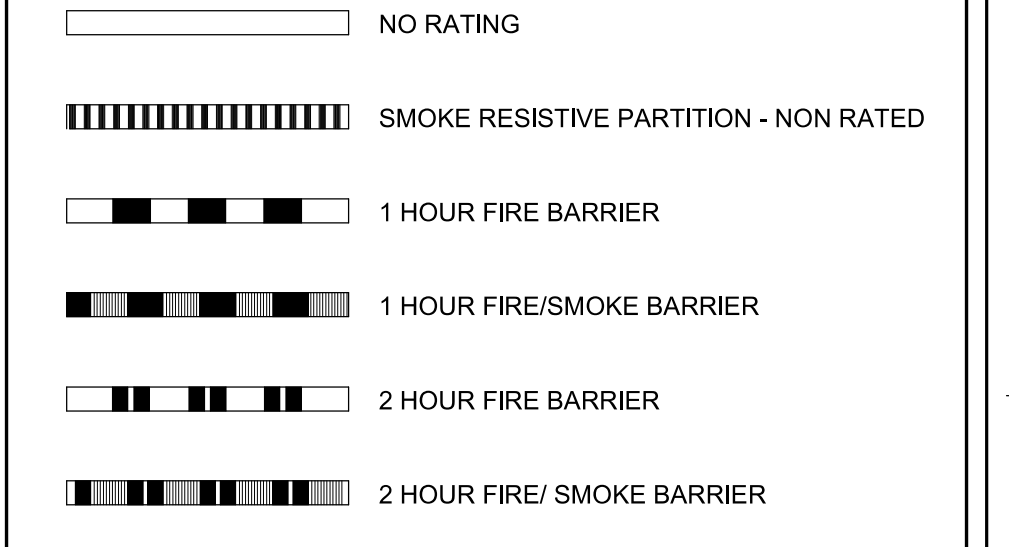 NO RATING
SMOKE RESISTIVE PARTITION - NON RATED
1 HOUR FIRE BARRIER
1 HOUR FIRE/SMOKE BARRIER
2 HOUR FIRE BARRIER
2 HOUR FIRE/ SMOKE BARRIER